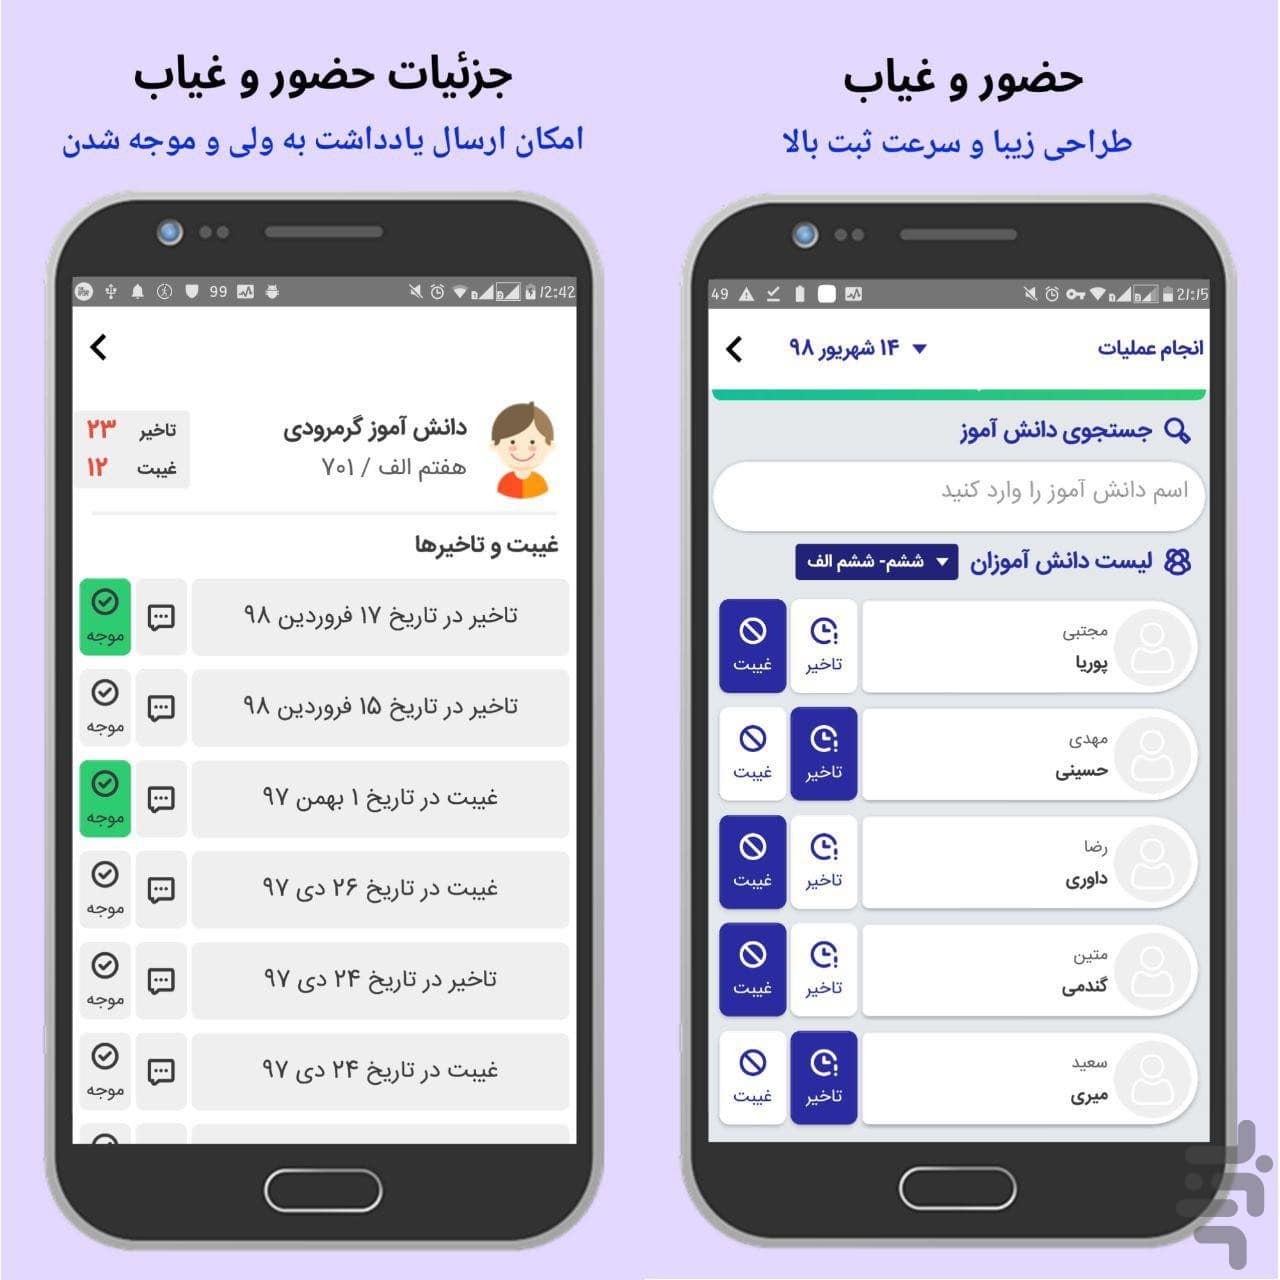 حضور و غیاب
طراحی زیبا و سرعت ثبت بالا
49
21:15
انجام عملیات
۱۴ شهریور ۹۸
جستجوی دانش آموز
اسم دانش آموز را وارد کنید
لیست دانش آموزان
ششم- ششم الف
مجتبی
پوریا
تاخیر
غیبت
مهدی
حسینی
تاخیر
غیبت
رضا
داوری
تاخیر
غیبت
متین
گندمی
تاخیر
غیبت
سعید
میری
تاخیر
غیبت
بازار
جزئیات حضور و غیاب
امکان ارسال یادداشت به ولی و موجه شدن
99
12:42
دانش آموز گرمرودی
هفتم الف / ۷۰۱
تاخیر ۲۳
غیبت ۱۲
غیبت و تاخیرها
تاخیر در تاریخ ۱۷ فروردین ۹۸
موجه
تاخیر در تاریخ ۱۵ فروردین ۹۸
موجه
غیبت در تاریخ ۱ بهمن ۹۷
موجه
غیبت در تاریخ ۲۶ دی ۹۷
موجه
تاخیر در تاریخ ۲۴ دی ۹۷
موجه
غیبت در تاریخ ۲۴ دی ۹۷
موجه